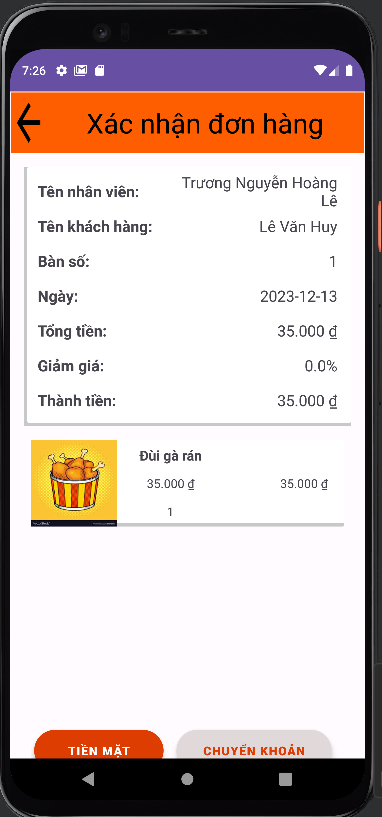 7:26
Xác nhận đơn hàng
Tên nhân viên: Trương Nguyễn Hoàng
Lệ
Tên khách hàng: Lê Văn Huy
Bàn số: 1
Ngày: 2023-12-13
Tổng tiền: 35.000 ₫
Giảm giá: 0.0%
Thành tiền: 35.000 ₫
Đùi gà rán
35.000 ₫ 35.000 ₫
1
TIỀN MẶT CHUYỂN KHOẢN